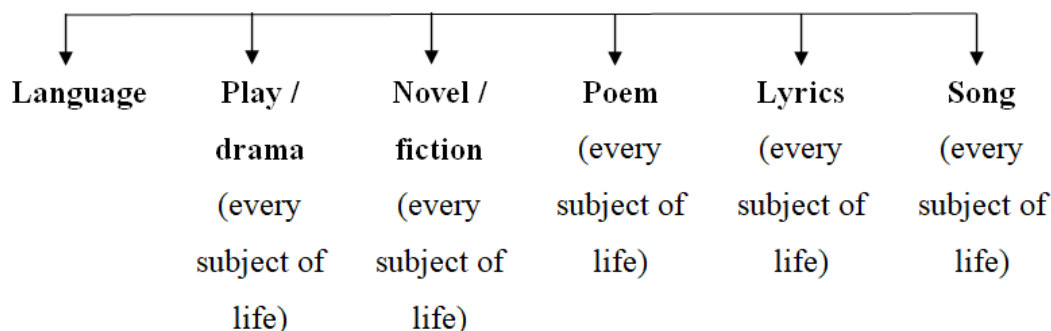 Language
Play /
drama
(every
subject of
life)
Novel /
fiction
(every
subject of
life)
Poem
(every
subject of
life)
Lyrics
(every
subject of
life)
Song
(every
subject of
life)